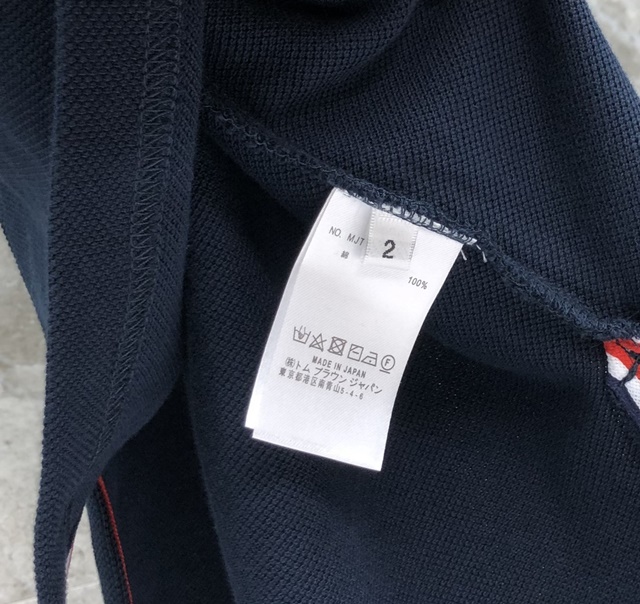 NO. MJT
2
綿 100%
MADE IN JAPAN
㈱トム ブラウン ジャパン
東京都港区南青山5-4-6